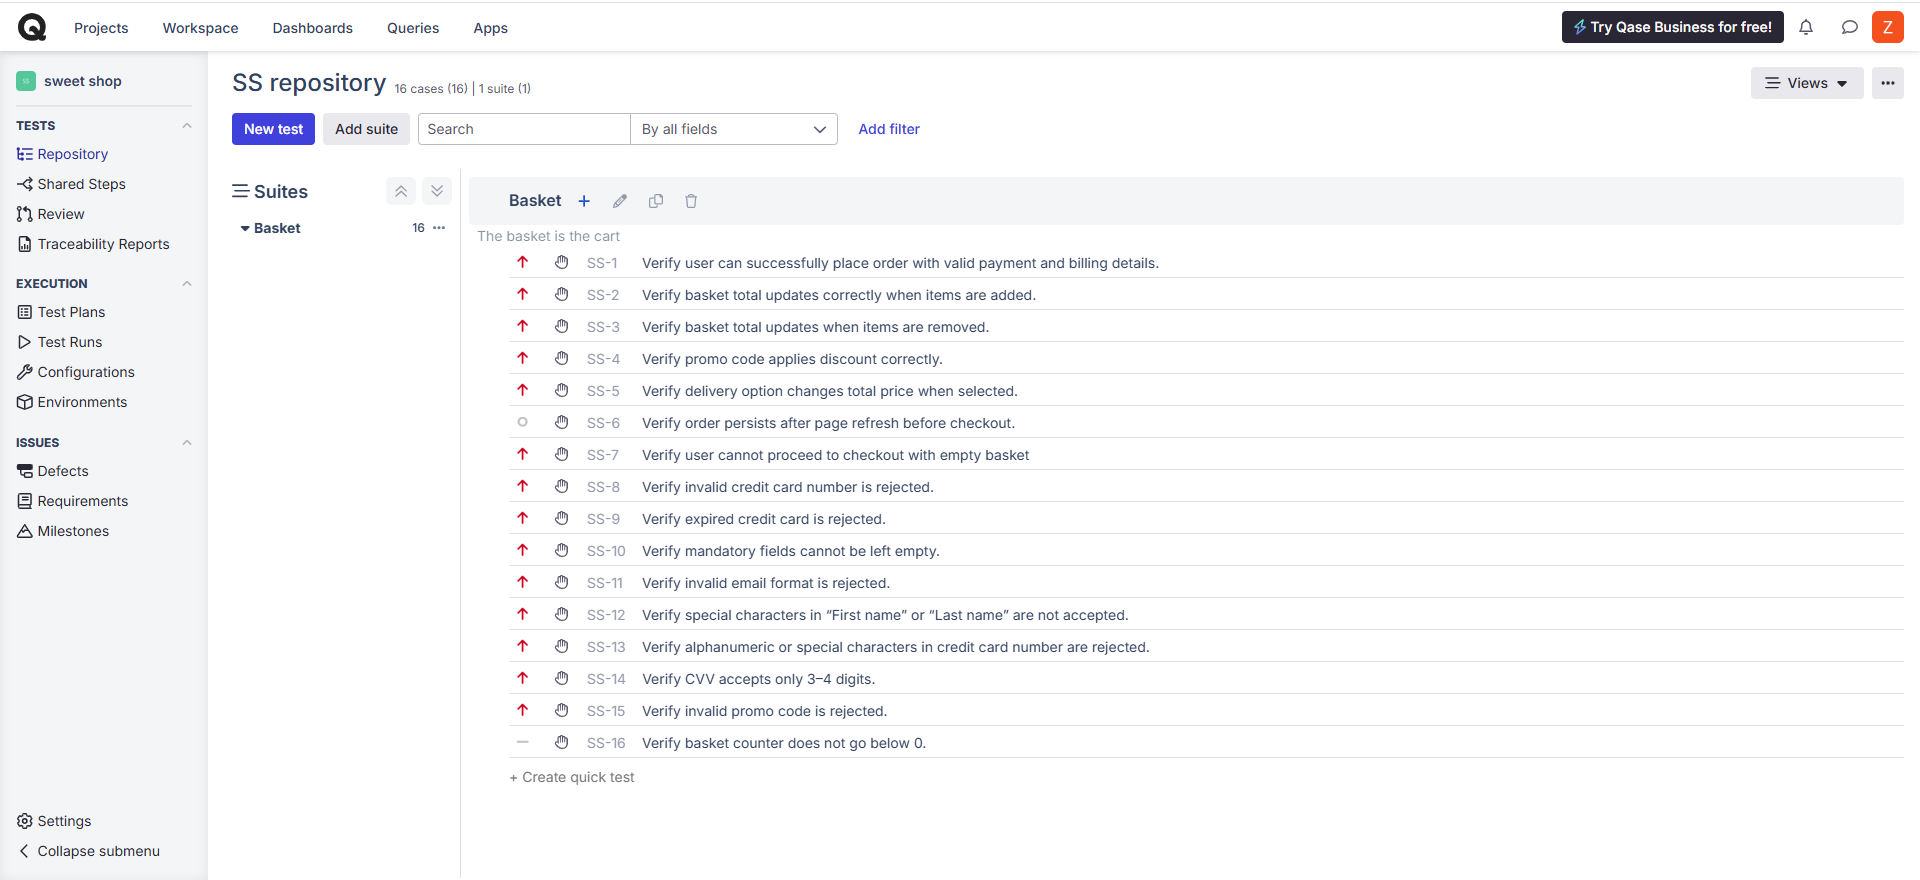 Projects Workspace Dashboards Queries Apps Try Qase Business for free! Z
sweet shop
TESTS
Repository
Shared Steps
Review
Traceability Reports
EXECUTION
Test Plans
Test Runs
Configurations
Environments
ISSUES
Defects
Requirements
Milestones
Settings
Collapse submenu
SS repository 16 cases (16) | 1 suite (1)
Views
New test Add suite Search By all fields Add filter
Suites
Basket 16
Basket
The basket is the cart
SS-1 Verify user can successfully place order with valid payment and billing details.
SS-2 Verify basket total updates correctly when items are added.
SS-3 Verify basket total updates when items are removed.
SS-4 Verify promo code applies discount correctly.
SS-5 Verify delivery option changes total price when selected.
SS-6 Verify order persists after page refresh before checkout.
SS-7 Verify user cannot proceed to checkout with empty basket
SS-8 Verify invalid credit card number is rejected.
SS-9 Verify expired credit card is rejected.
SS-10 Verify mandatory fields cannot be left empty.
SS-11 Verify invalid email format is rejected.
SS-12 Verify special characters in “First name” or “Last name” are not accepted.
SS-13 Verify alphanumeric or special characters in credit card number are rejected.
SS-14 Verify CVV accepts only 3–4 digits.
SS-15 Verify invalid promo code is rejected.
SS-16 Verify basket counter does not go below 0.
+ Create quick test